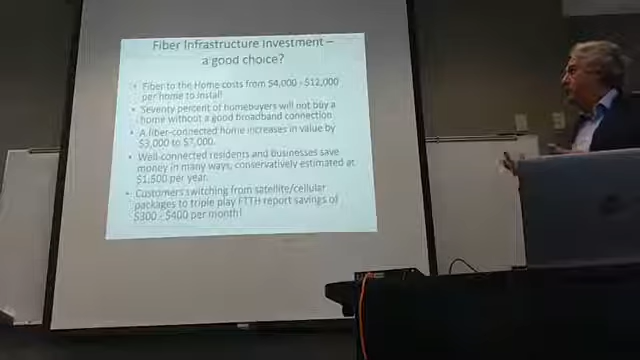 Fiber Infrastructure Investment –
a good choice?
• Fiber to the Home costs from $4,000 - $12,000
per home to install
• Seventy percent of homebuyers will not buy a
home without a good broadband connection
• A fiber-connected home increases in value by
$3,000 to $7,000.
• Well-connected residents and businesses save
money in many ways, conservatively estimated at
$1,500 per year.
• Customers switching from satellite/cellular
packages to triple play FTTH report savings of
$300 - $400 per month!